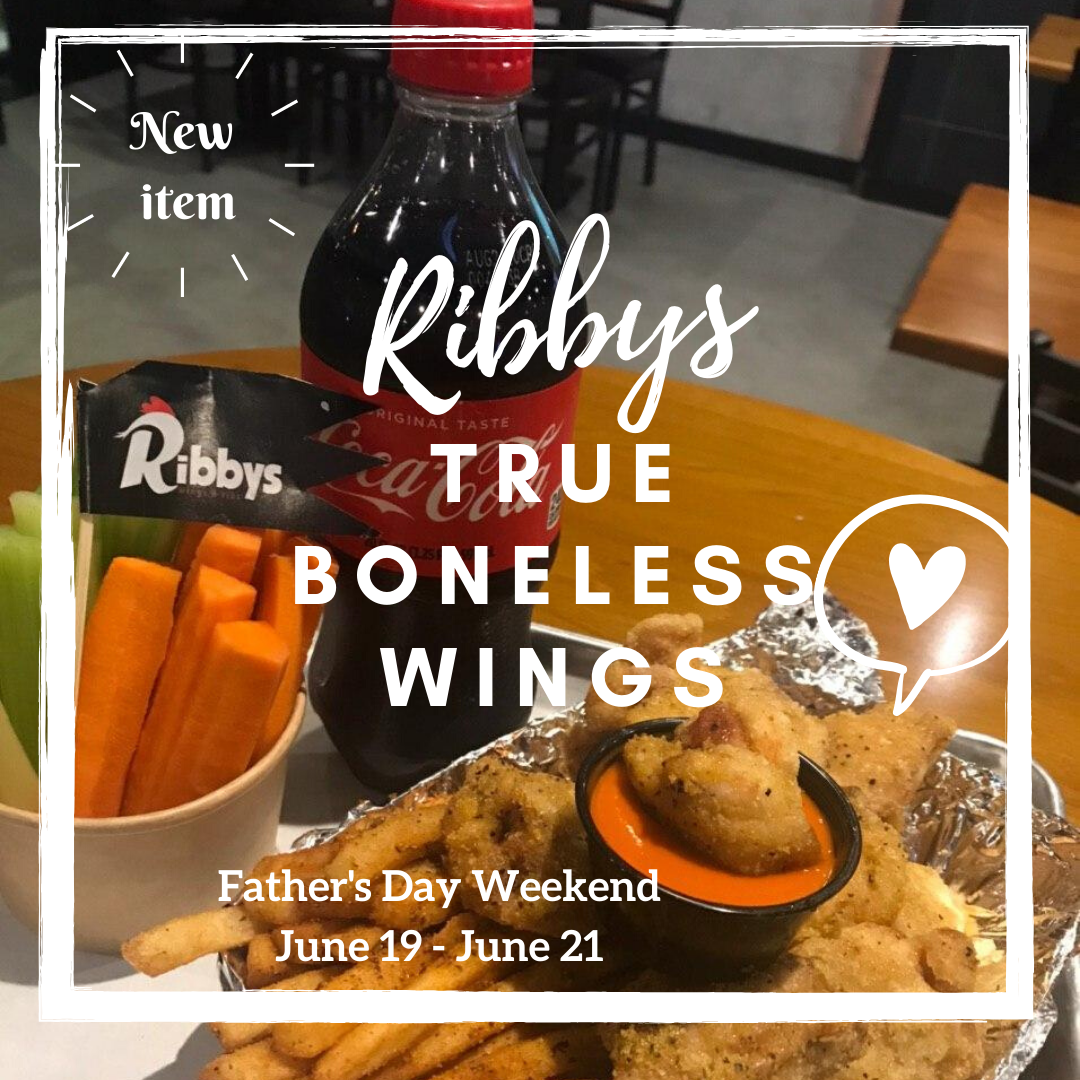 New
item
Ribbys
TRUE
BONELESS
WINGS
Ribbys
ORIGINAL TASTE
Coca-Cola
Father's Day Weekend
June 19 - June 21